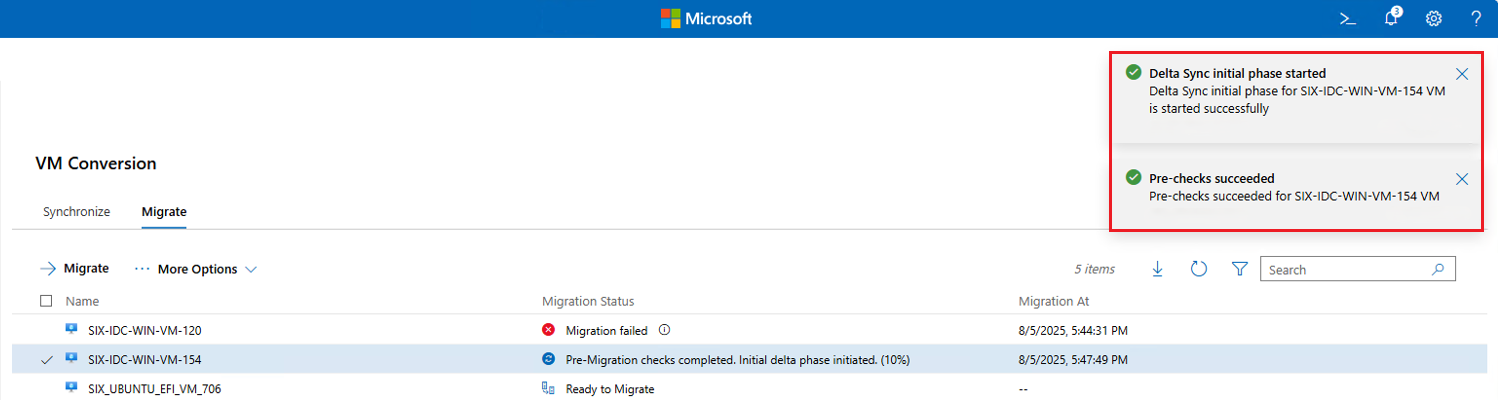 Microsoft
3
Delta Sync initial phase started
Delta Sync initial phase for SIX-IDC-WIN-VM-154 VM
is started successfully
Pre-checks succeeded
Pre-checks succeeded for SIX-IDC-WIN-VM-154 VM
VM Conversion
Synchronize Migrate
Migrate ··· More Options 5 items Search
Name Migration Status Migration At
SIX-IDC-WIN-VM-120 Migration failed 8/5/2025, 5:44:31 PM
SIX-IDC-WIN-VM-154 Pre-Migration checks completed. Initial delta phase initiated. (10%) 8/5/2025, 5:47:49 PM
SIX_UBUNTU_EFI_VM_706 Ready to Migrate --